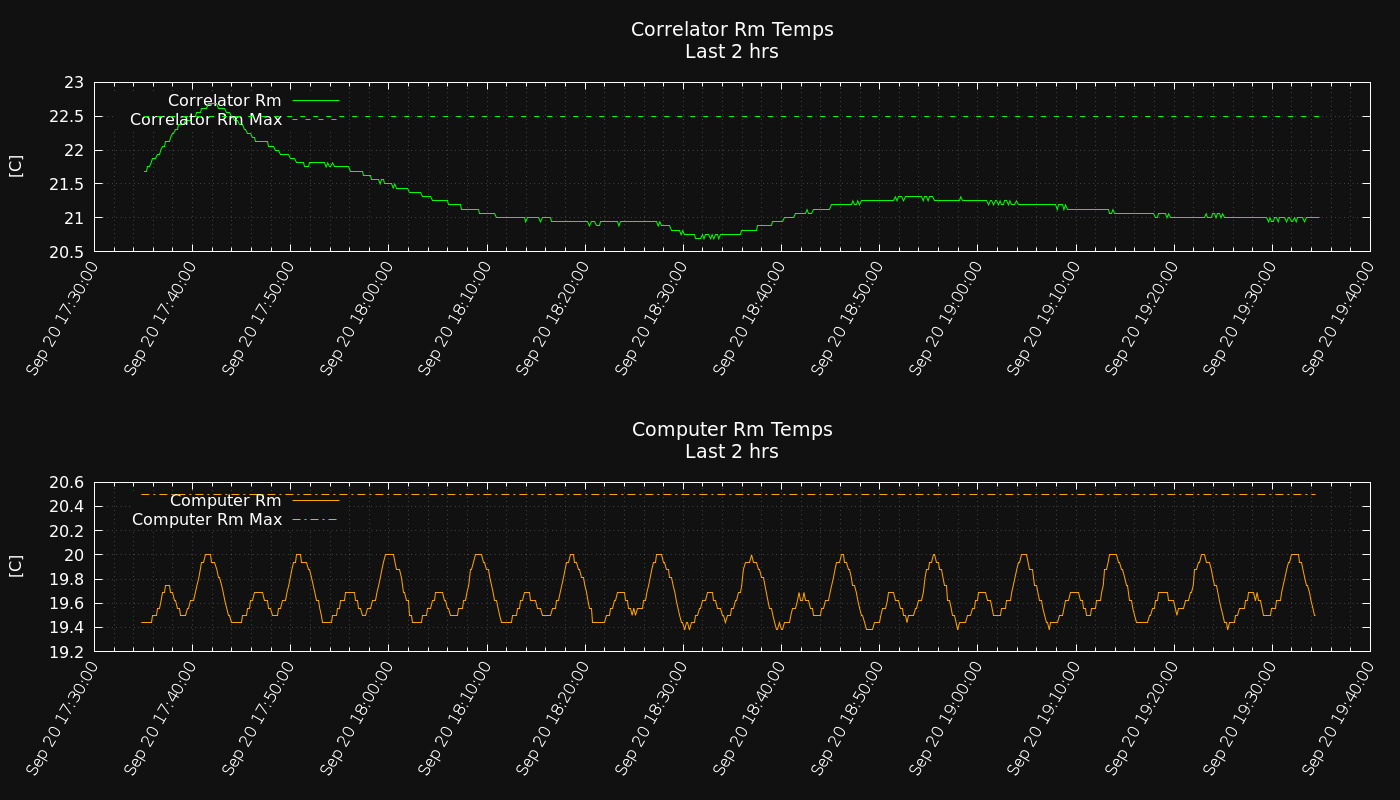 Correlator Rm Temps
Last 2 hrs
23
22.5
22
21.5
21
20.5
[C]
Correlator Rm
Correlator Rm Max
Sep 20 17:30:00
Sep 20 17:40:00
Sep 20 17:50:00
Sep 20 18:00:00
Sep 20 18:10:00
Sep 20 18:20:00
Sep 20 18:30:00
Sep 20 18:40:00
Sep 20 18:50:00
Sep 20 19:00:00
Sep 20 19:10:00
Sep 20 19:20:00
Sep 20 19:30:00
Sep 20 19:40:00
Computer Rm Temps
Last 2 hrs
20.6
20.4
20.2
20
19.8
19.6
19.4
19.2
[C]
Computer Rm
Computer Rm Max
Sep 20 17:30:00
Sep 20 17:40:00
Sep 20 17:50:00
Sep 20 18:00:00
Sep 20 18:10:00
Sep 20 18:20:00
Sep 20 18:30:00
Sep 20 18:40:00
Sep 20 18:50:00
Sep 20 19:00:00
Sep 20 19:10:00
Sep 20 19:20:00
Sep 20 19:30:00
Sep 20 19:40:00